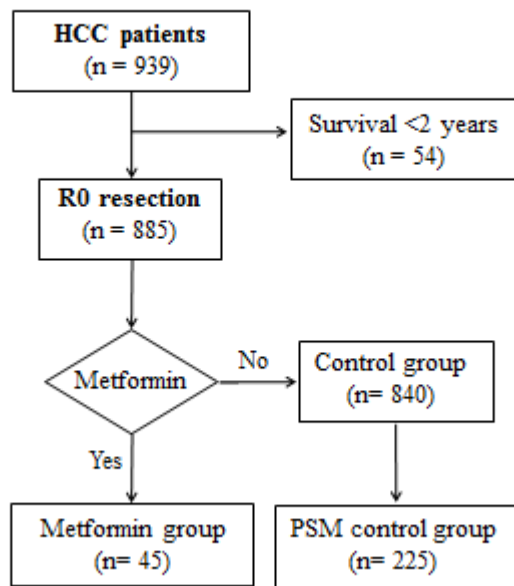 HCC patients
(n = 939)
Survival <2 years
(n = 54)
R0 resection
(n = 885)
Metformin
No
Control group
(n= 840)
Yes
Metformin group
(n= 45)
PSM control group
(n= 225)